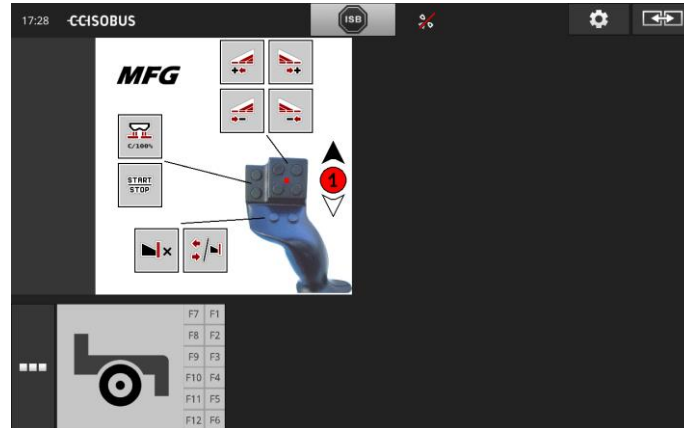 17:28 CCISOBUS ISB
MFG
C/100%
START
STOP
1
F7 F1
F8 F2
F9 F3
F10 F4
F11 F5
F12 F6